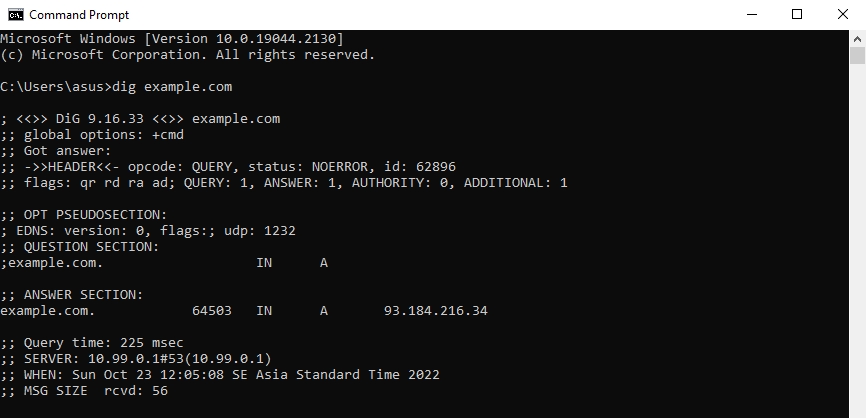 Command Prompt
Microsoft Windows [Version 10.0.19044.2130]
(c) Microsoft Corporation. All rights reserved.
C:\Users\asus>dig example.com
; <<>> DiG 9.16.33 <<>> example.com
;; global options: +cmd
;; Got answer:
;; ->>HEADER<<- opcode: QUERY, status: NOERROR, id: 62896
;; flags: qr rd ra ad; QUERY: 1, ANSWER: 1, AUTHORITY: 0, ADDITIONAL: 1
;; OPT PSEUDOSECTION:
; EDNS: version: 0, flags:; udp: 1232
;; QUESTION SECTION:
;example.com. IN A
;; ANSWER SECTION:
example.com. 64503 IN A 93.184.216.34
;; Query time: 225 msec
;; SERVER: 10.99.0.1#53(10.99.0.1)
;; WHEN: Sun Oct 23 12:05:08 SE Asia Standard Time 2022
;; MSG SIZE rcvd: 56